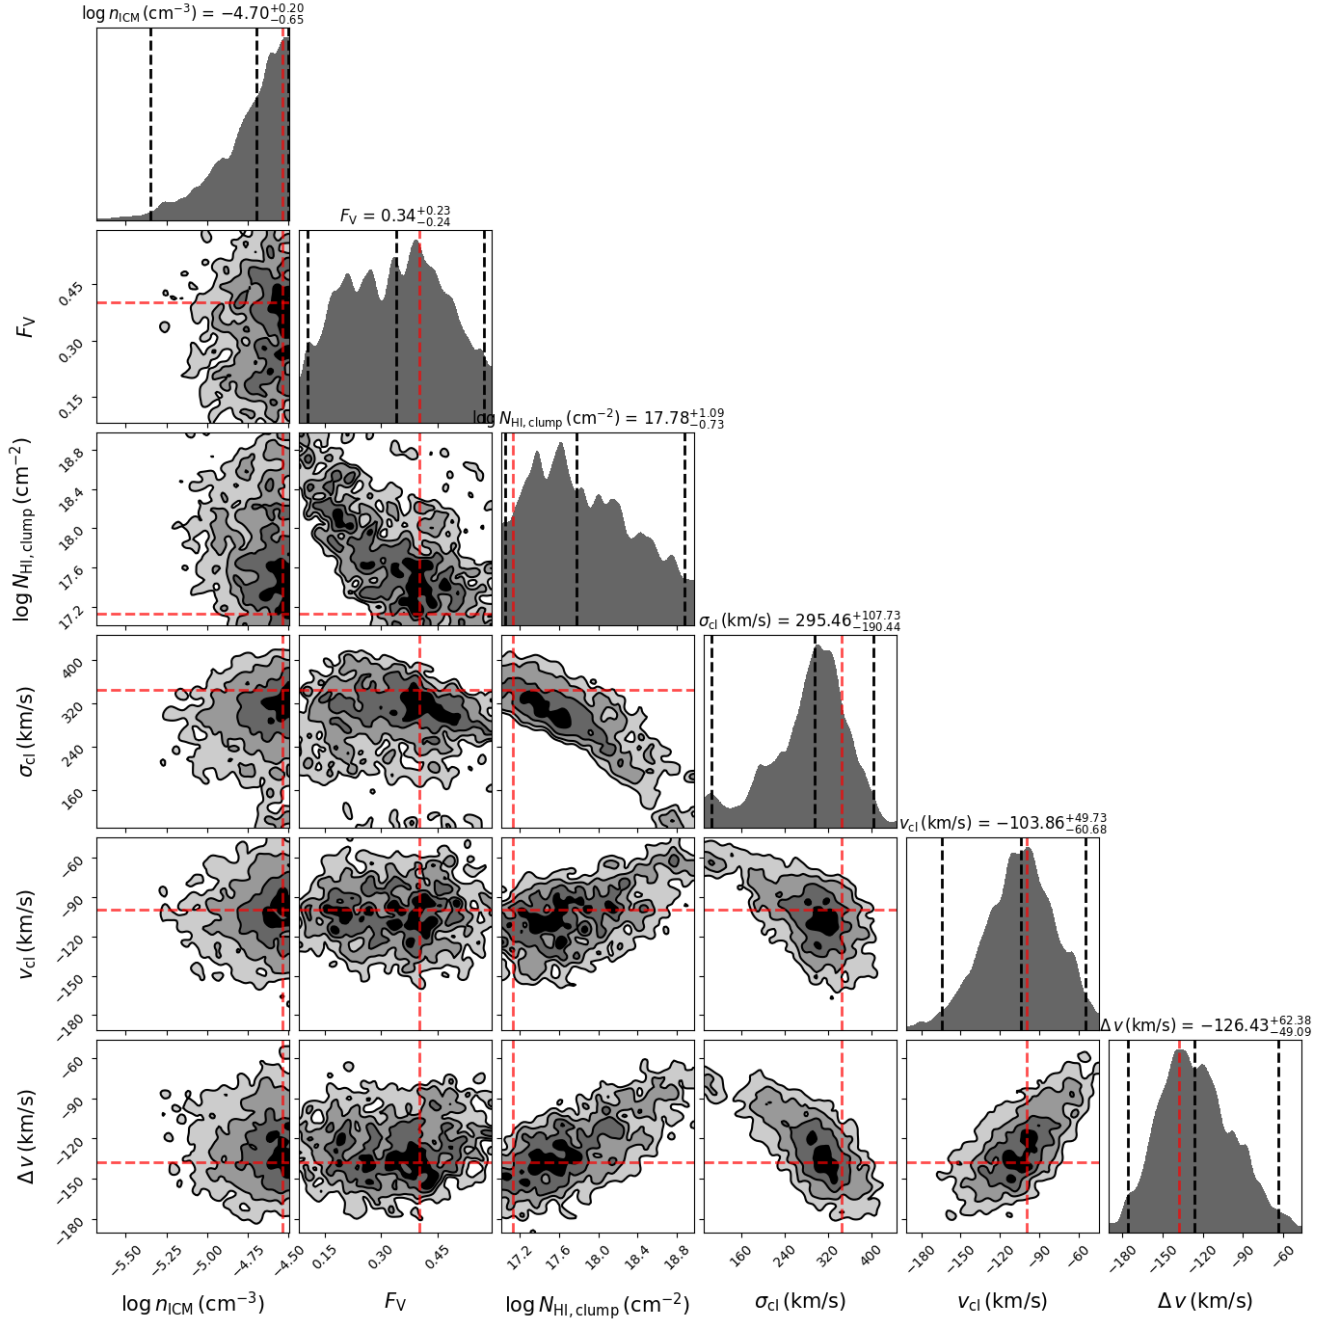 log n_ICM (cm⁻³) = −4.70 +0.20 −0.65
F_V = 0.34 +0.23 −0.24
log N_HI,clump (cm⁻²) = 17.78 +1.09 −0.73
σ_cl (km/s) = 295.46 +107.73 −190.44
v_cl (km/s) = −103.86 +49.73 −60.68
Δ v (km/s) = −126.43 +62.38 −49.09
F_V
0.45
0.30
0.15
log N_HI,clump (cm⁻²)
18.8
18.4
18.0
17.6
17.2
σ_cl (km/s)
400
320
240
160
v_cl (km/s)
−60
−90
−120
−150
−180
Δ v (km/s)
−60
−90
−120
−150
−180
−5.50 −5.25 −5.00 −4.75 −4.50
0.15 0.30 0.45
17.2 17.6 18.0 18.4 18.8
160 240 320 400
−180 −150 −120 −90 −60
−180 −150 −120 −90 −60
log n_ICM (cm⁻³)
F_V
log N_HI,clump (cm⁻²)
σ_cl (km/s)
v_cl (km/s)
Δ v (km/s)